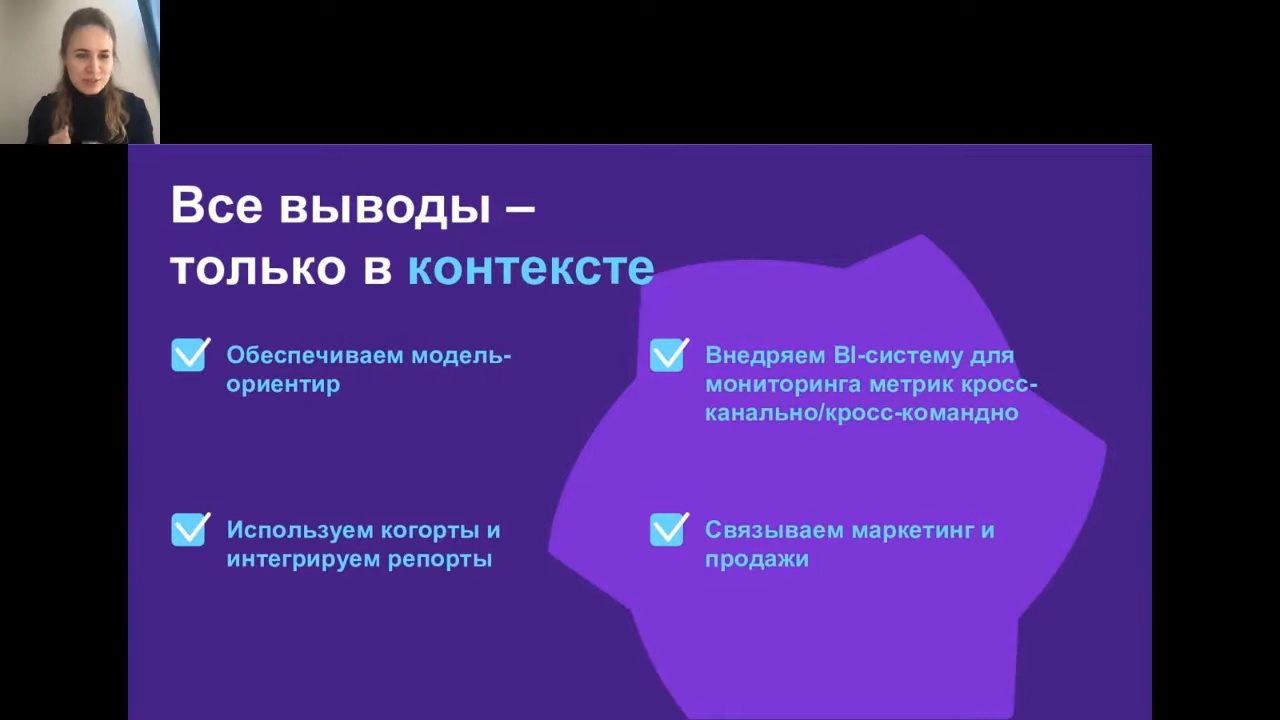 Все выводы –
только в контексте
Обеспечиваем модель-
ориентир
Внедряем BI-систему для
мониторинга метрик кросс-
канально/кросс-командно
Используем когорты и
интегрируем репорты
Связываем маркетинг и
продажи